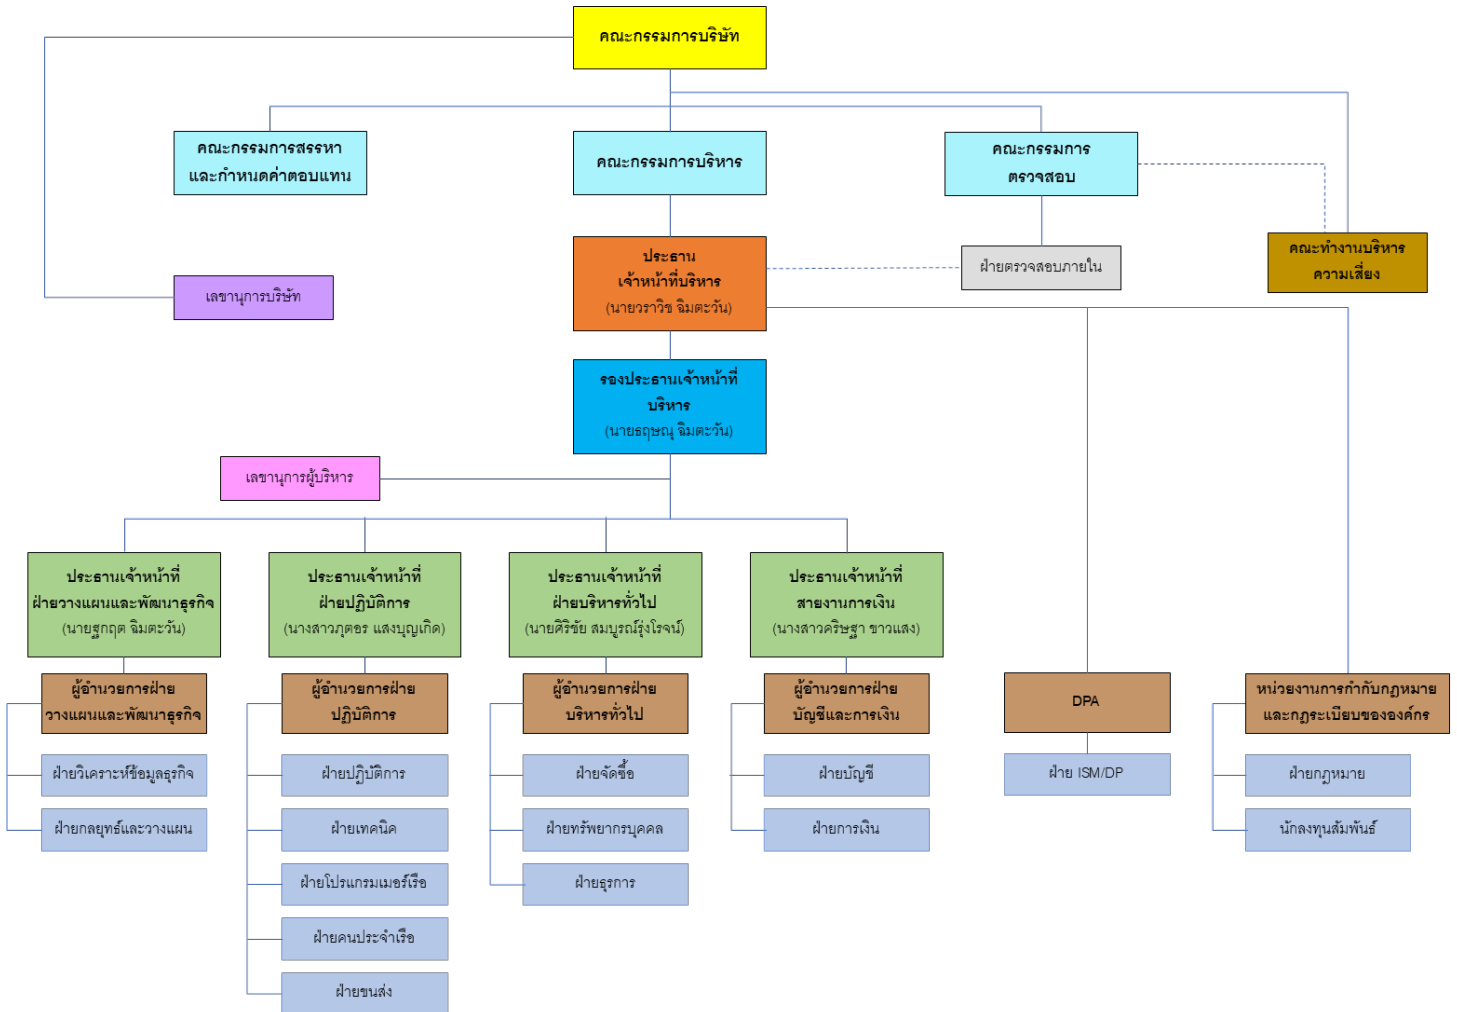 คณะกรรมการบริษัท
คณะกรรมการสรรหา
และกำหนดค่าตอบแทน
คณะกรรมการบริหาร
คณะกรรมการ
ตรวจสอบ
ประธาน
เจ้าหน้าที่บริหาร
(นายวราวิช ฉิมตะวัน)
ฝ่ายตรวจสอบภายใน
คณะทำงานบริหาร
ความเสี่ยง
เลขานุการบริษัท
รองประธานเจ้าหน้าที่
บริหาร
(นายธฤษณุ ฉิมตะวัน)
เลขานุการผู้บริหาร
ประธานเจ้าหน้าที่
ฝ่ายวางแผนและพัฒนาธุรกิจ
(นายฐกฤต ฉิมตะวัน)
ประธานเจ้าหน้าที่
ฝ่ายปฏิบัติการ
(นางสาวภุตอร แสงบุญเกิด)
ประธานเจ้าหน้าที่
ฝ่ายบริหารทั่วไป
(นายศิริชัย สมบูรณ์รุ่งโรจน์)
ประธานเจ้าหน้าที่
สายงานการเงิน
(นางสาวคริษฐา ขาวแสง)
ผู้อำนวยการฝ่าย
วางแผนและพัฒนาธุรกิจ
ผู้อำนวยการฝ่าย
ปฏิบัติการ
ผู้อำนวยการฝ่าย
บริหารทั่วไป
ผู้อำนวยการฝ่าย
บัญชีและการเงิน
DPA
หน่วยงานการกำกับกฎหมาย
และกฎระเบียบขององค์กร
ฝ่ายวิเคราะห์ข้อมูลธุรกิจ
ฝ่ายปฏิบัติการ
ฝ่ายจัดซื้อ
ฝ่ายบัญชี
ฝ่าย ISM/DP
ฝ่ายกฎหมาย
ฝ่ายกลยุทธ์และวางแผน
ฝ่ายเทคนิค
ฝ่ายทรัพยากรบุคคล
ฝ่ายการเงิน
นักลงทุนสัมพันธ์
ฝ่ายโปรแกรมเมอร์เรือ
ฝ่ายธุรการ
ฝ่ายคนประจำเรือ
ฝ่ายขนส่ง